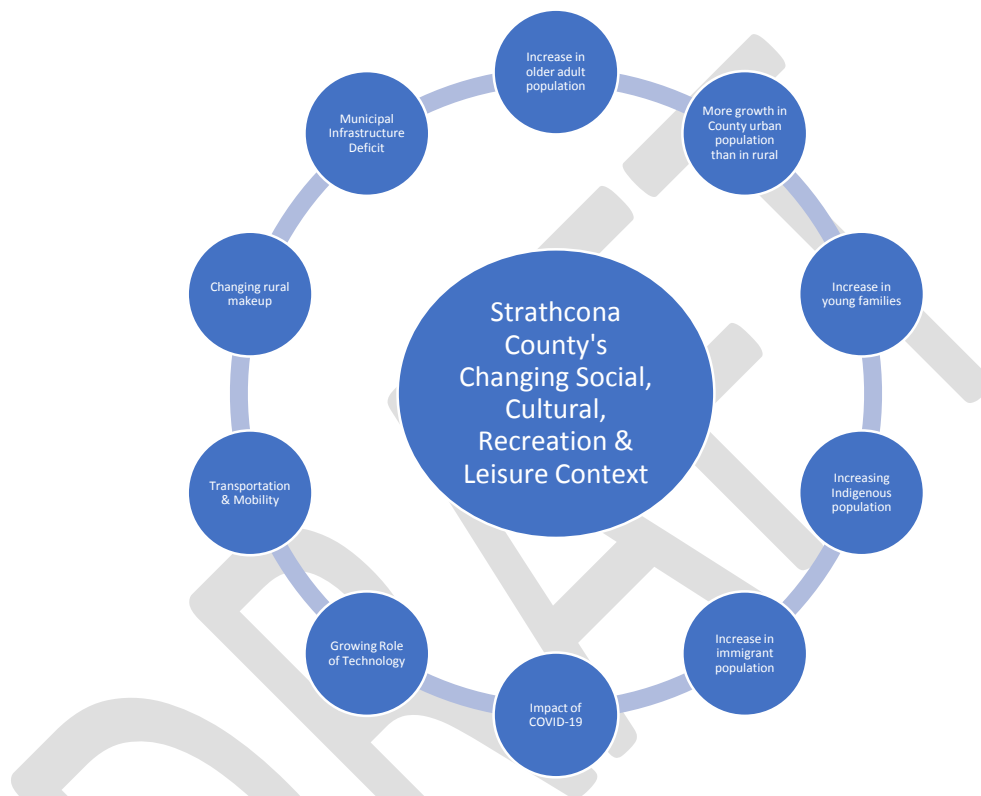 Increase in
older adult
population
More growth in
County urban
population
than in rural
Increase in
young families
Increasing
Indigenous
population
Increase in
immigrant
population
Impact of
COVID-19
Growing Role
of Technology
Transportation
& Mobility
Changing rural
makeup
Municipal
Infrastructure
Deficit
Strathcona
County's
Changing Social,
Cultural,
Recreation &
Leisure Context
DRAFT